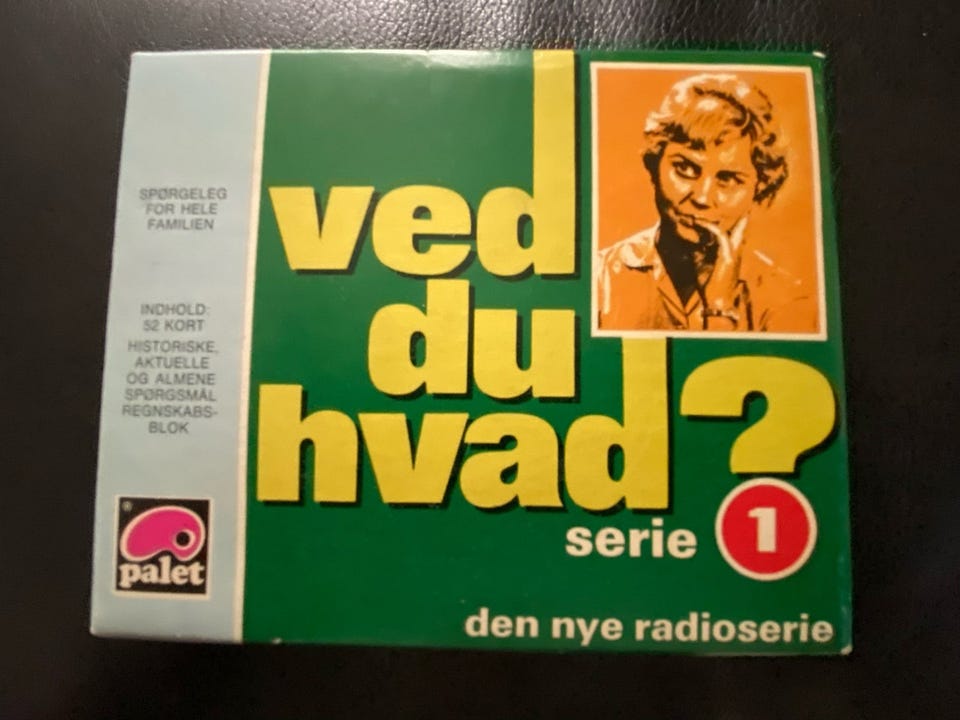 SPØRGELEG
FOR HELE
FAMILIEN
INDHOLD:
52 KORT
HISTORISKE,
AKTUELLE
OG ALMENE
SPØRGSMÅL
REGNSKABS-
BLOK
®
palet
ved
du
hvad?
serie 1
den nye radioserie